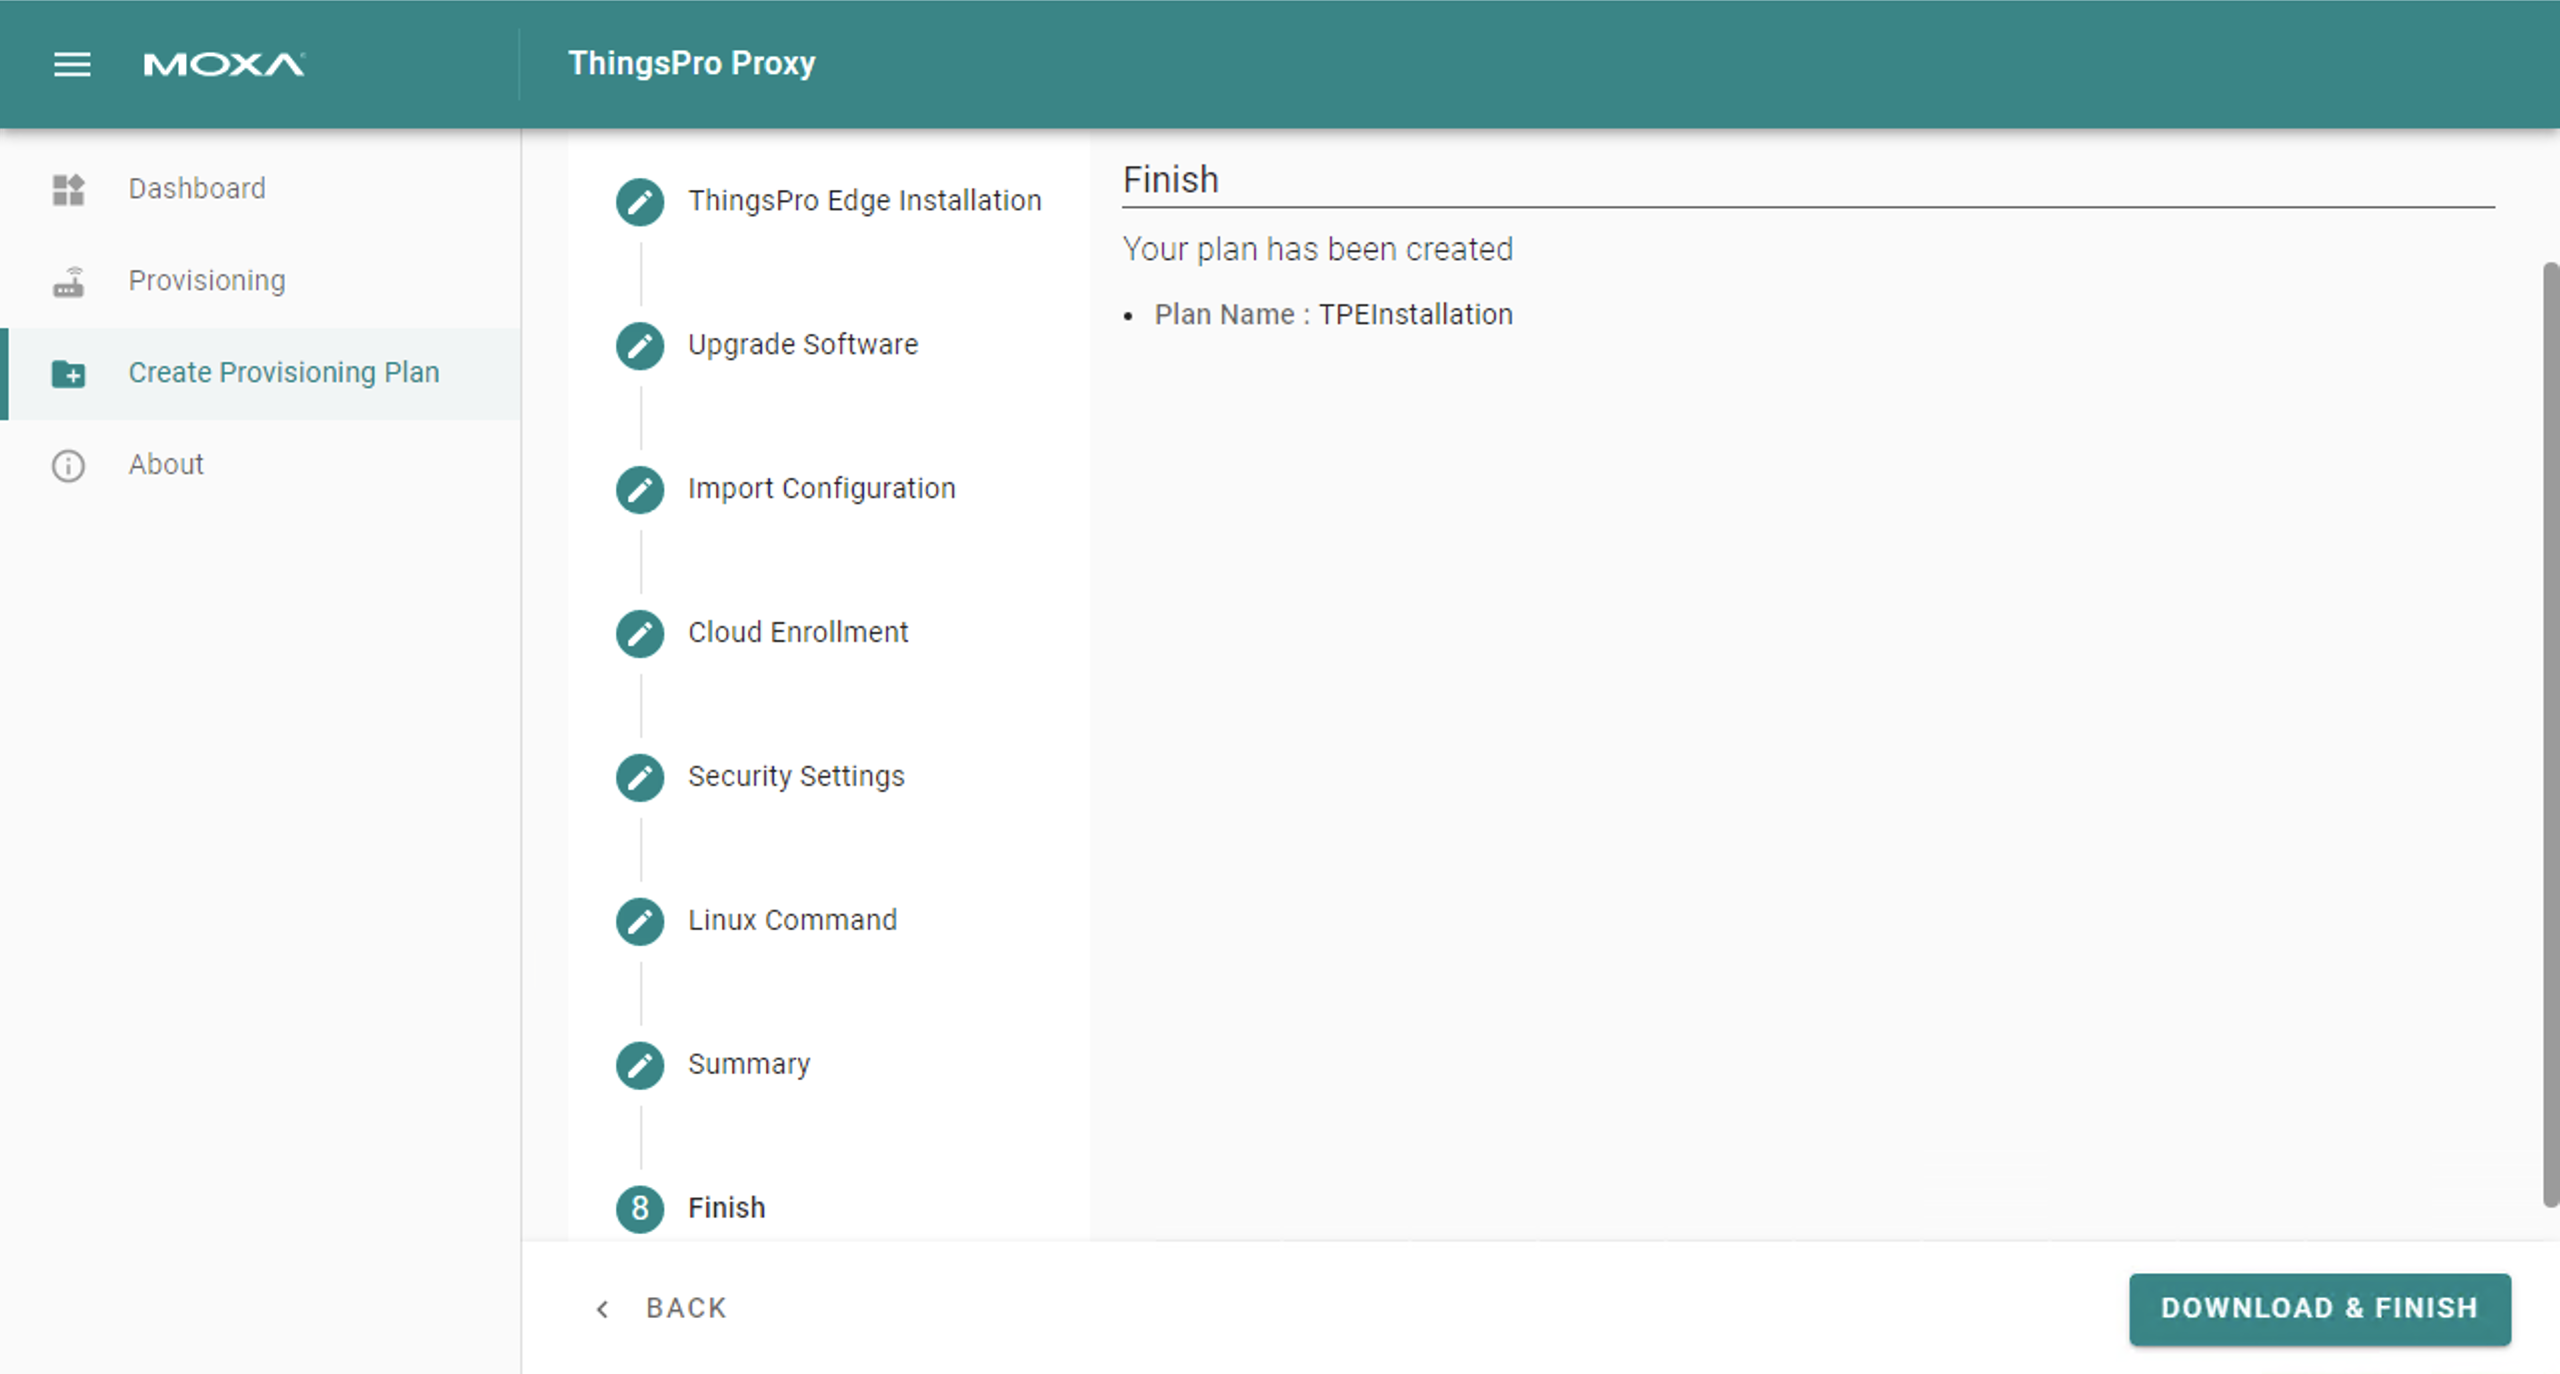 MOXA
ThingsPro Proxy
Dashboard
Provisioning
Create Provisioning Plan
About
ThingsPro Edge Installation
Upgrade Software
Import Configuration
Cloud Enrollment
Security Settings
Linux Command
Summary
8 Finish
Finish
Your plan has been created
• Plan Name : TPEInstallation
BACK
DOWNLOAD & FINISH